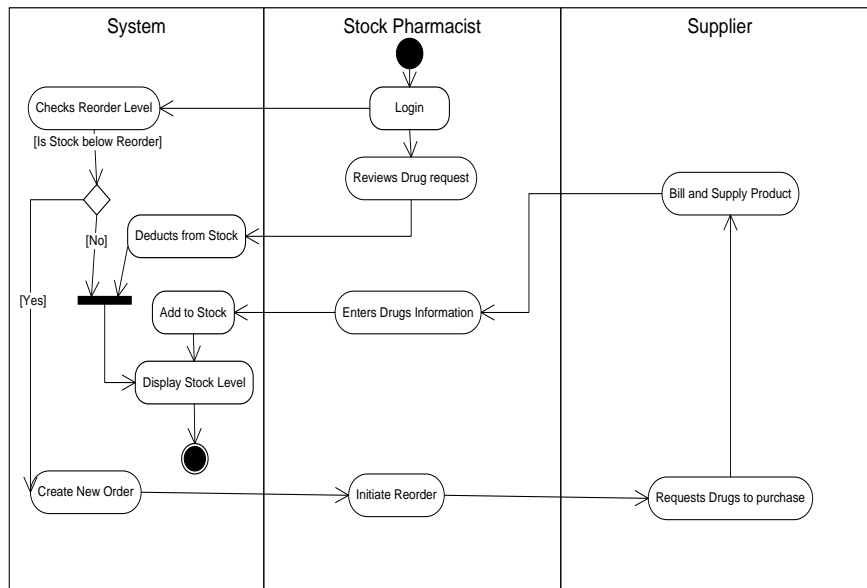 System
Stock Pharmacist
Supplier
Checks Reorder Level
Login
[Is Stock below Reorder]
Reviews Drug request
Bill and Supply Product
[No]
Deducts from Stock
[Yes]
Add to Stock
Enters Drugs Information
Display Stock Level
Create New Order
Initiate Reorder
Requests Drugs to purchase